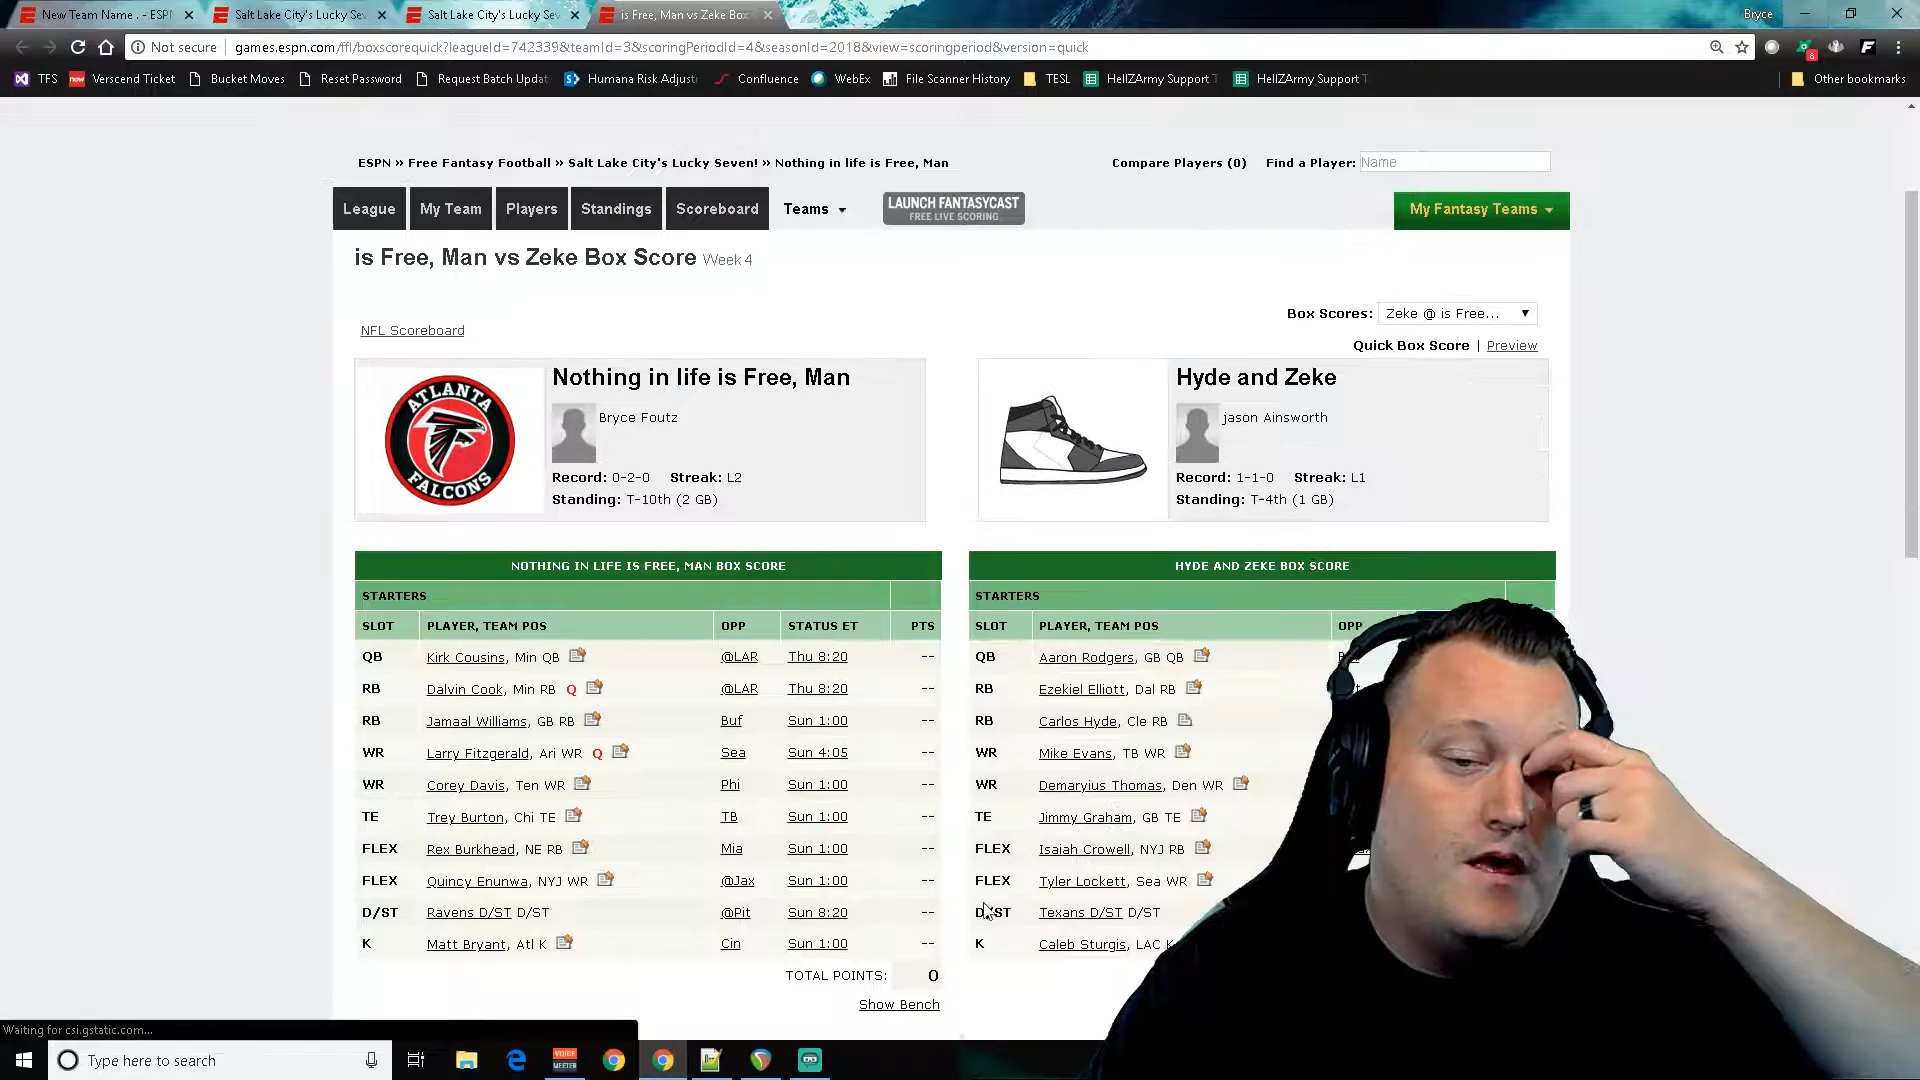 New Team Name . - ESP
Salt Lake City's Lucky Sev
Salt Lake City's Lucky Sev
is Free, Man vs Zeke Box
Bryce
Not secure
games.espn.com/ffl/boxscorequick?leagueId=742339&teamId=3&scoringPeriodId=4&seasonId=2018&view=scoringperiod&version=quick
8
TFS
now
Verscend Ticket
Bucket Moves
Reset Password
Request Batch Updat
Humana Risk Adjust
Confluence
WebEx
File Scanner History
TESL
HellZArmy Support T
HellZArmy Support T
Other bookmarks
ESPN » Free Fantasy Football » Salt Lake City's Lucky Seven! » Nothing in life is Free, Man
Compare Players (0)
Find a Player: Name
League
My Team
Players
Standings
Scoreboard
Teams
LAUNCH FANTASYCAST
FREE LIVE SCORING
My Fantasy Teams
is Free, Man vs Zeke Box Score Week 4
Box Scores: Zeke @ is Free...
NFL Scoreboard
Quick Box Score | Preview
ATLANTA
FALCONS
Nothing in life is Free, Man
Bryce Foutz
Record: 0-2-0 Streak: L2
Standing: T-10th (2 GB)
Hyde and Zeke
jason Ainsworth
Record: 1-1-0 Streak: L1
Standing: T-4th (1 GB)
NOTHING IN LIFE IS FREE, MAN BOX SCORE
STARTERS
SLOT PLAYER, TEAM POS OPP STATUS ET PTS
QB Kirk Cousins, Min QB @LAR Thu 8:20 --
RB Dalvin Cook, Min RB Q @LAR Thu 8:20 --
RB Jamaal Williams, GB RB Buf Sun 1:00 --
WR Larry Fitzgerald, Ari WR Q Sea Sun 4:05 --
WR Corey Davis, Ten WR Phi Sun 1:00 --
TE Trey Burton, Chi TE TB Sun 1:00 --
FLEX Rex Burkhead, NE RB Mia Sun 1:00 --
FLEX Quincy Enunwa, NYJ WR @Jax Sun 1:00 --
D/ST Ravens D/ST D/ST @Pit Sun 8:20 --
K Matt Bryant, Atl K Cin Sun 1:00 --
TOTAL POINTS: 0
Show Bench
HYDE AND ZEKE BOX SCORE
STARTERS
SLOT PLAYER, TEAM POS OPP
QB Aaron Rodgers, GB QB
RB Ezekiel Elliott, Dal RB
RB Carlos Hyde, Cle RB
WR Mike Evans, TB WR
WR Demaryius Thomas, Den WR
TE Jimmy Graham, GB TE
FLEX Isaiah Crowell, NYJ RB
FLEX Tyler Lockett, Sea WR
D/ST Texans D/ST D/ST
K Caleb Sturgis, LAC K
Waiting for csi.gstatic.com...
Type here to search
VOICE
MEETER